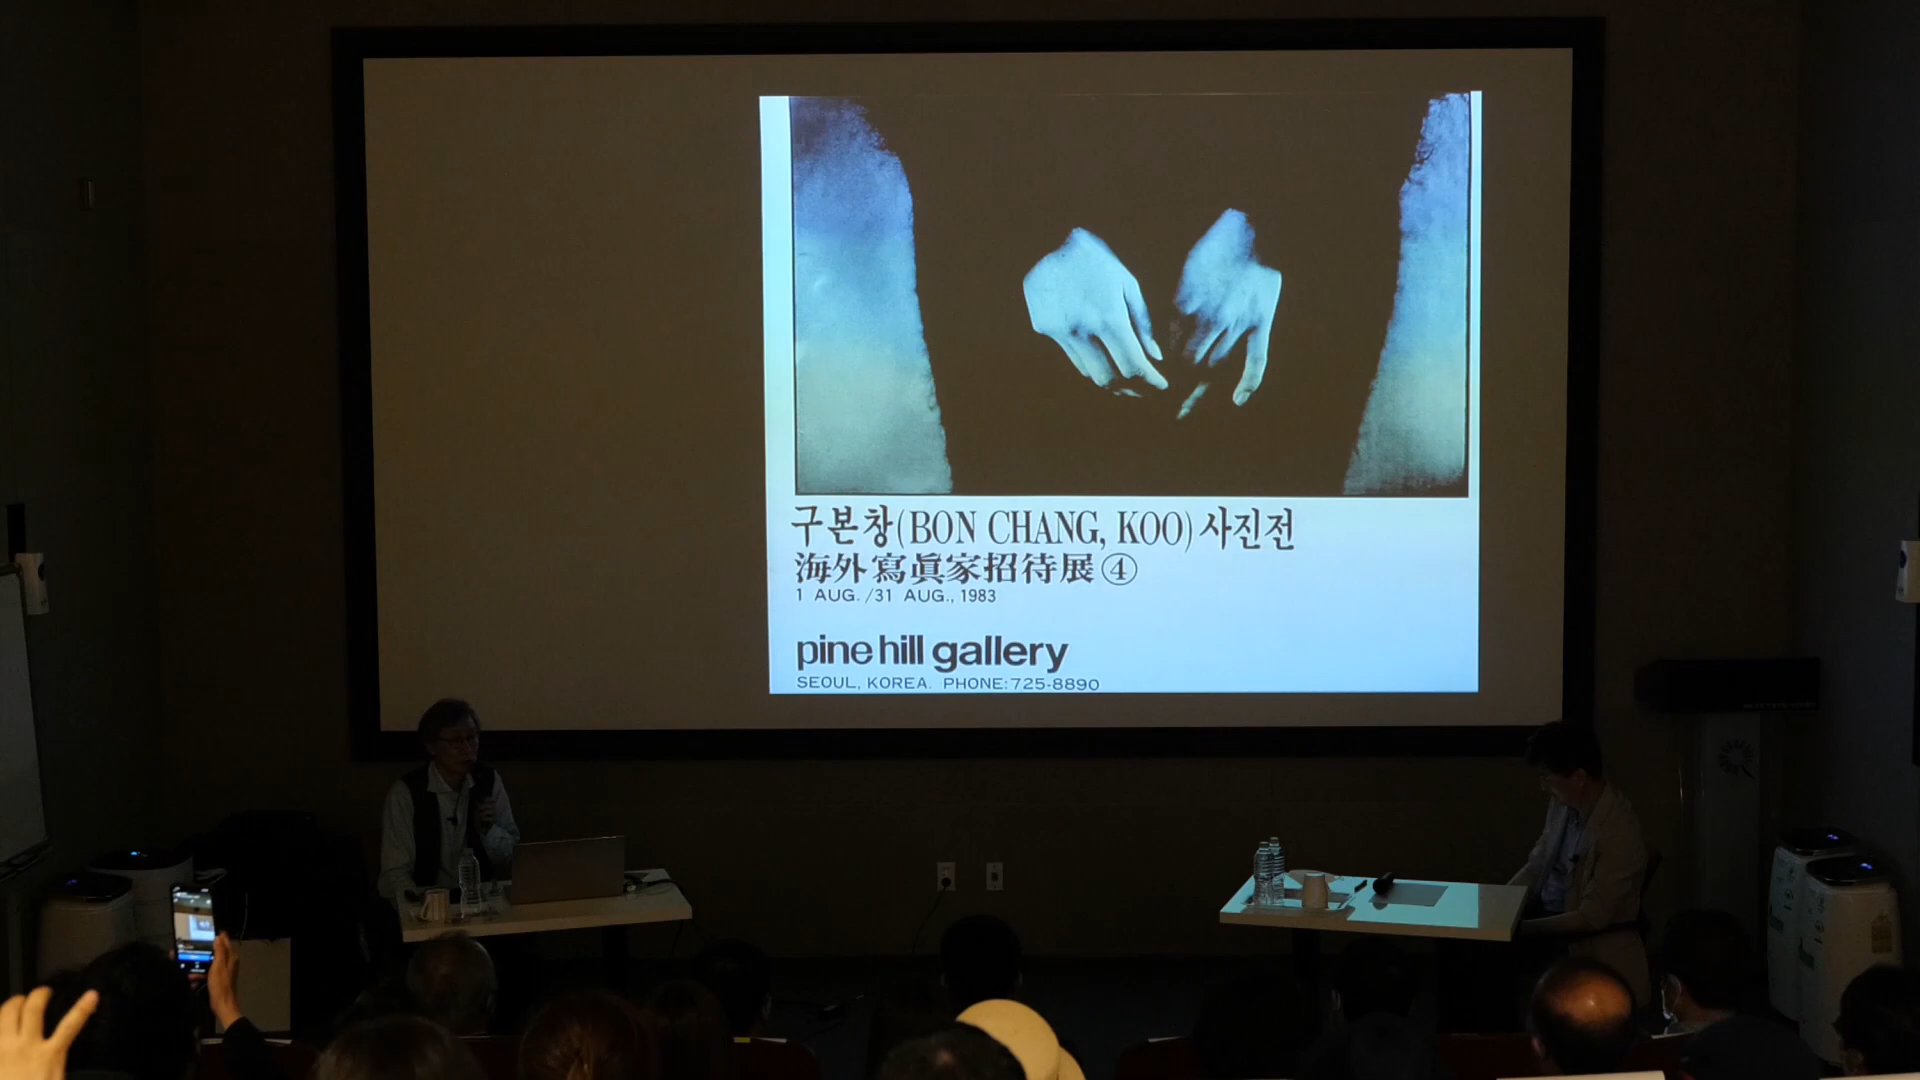 구본창(BON CHANG, KOO)사진전
海外寫眞家招待展④
1 AUG./31 AUG., 1983
pine hill gallery
SEOUL, KOREA. PHONE:725-8890